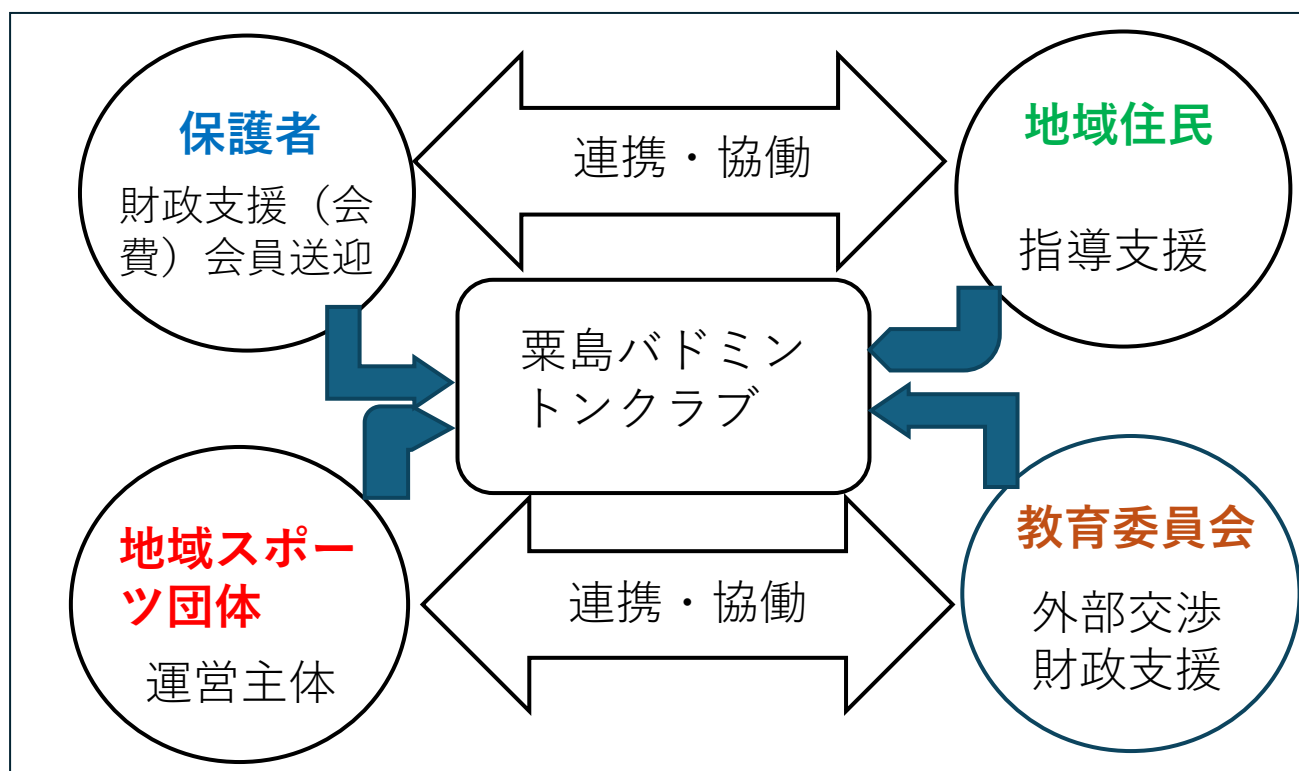 保護者
財政支援（会
費）会員送迎
連携・協働
地域住民
指導支援
粟島バドミン
トンクラブ
地域スポー
ツ団体
運営主体
連携・協働
教育委員会
外部交渉
財政支援